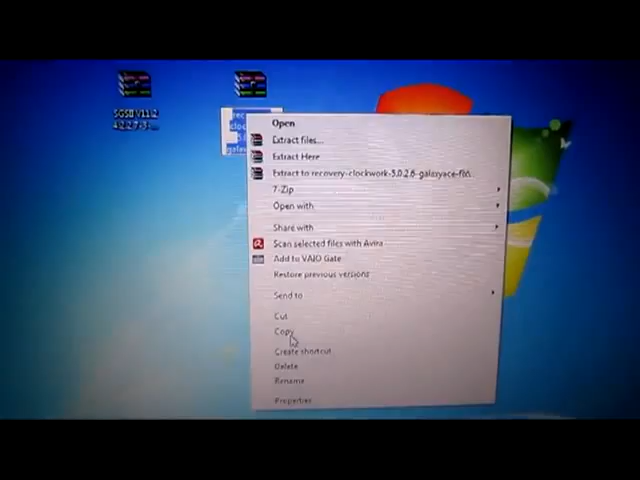 Open
Extract files...
Extract Here
Extract to recovery-clockwork-5.0.2.6-galaxyace-f
7-Zip
Open with
Share with
Scan selected files with Avira
Add to VAIO Gate
Restore previous versions
Send to
Cut
Copy
Create shortcut
Delete
Rename
Properties